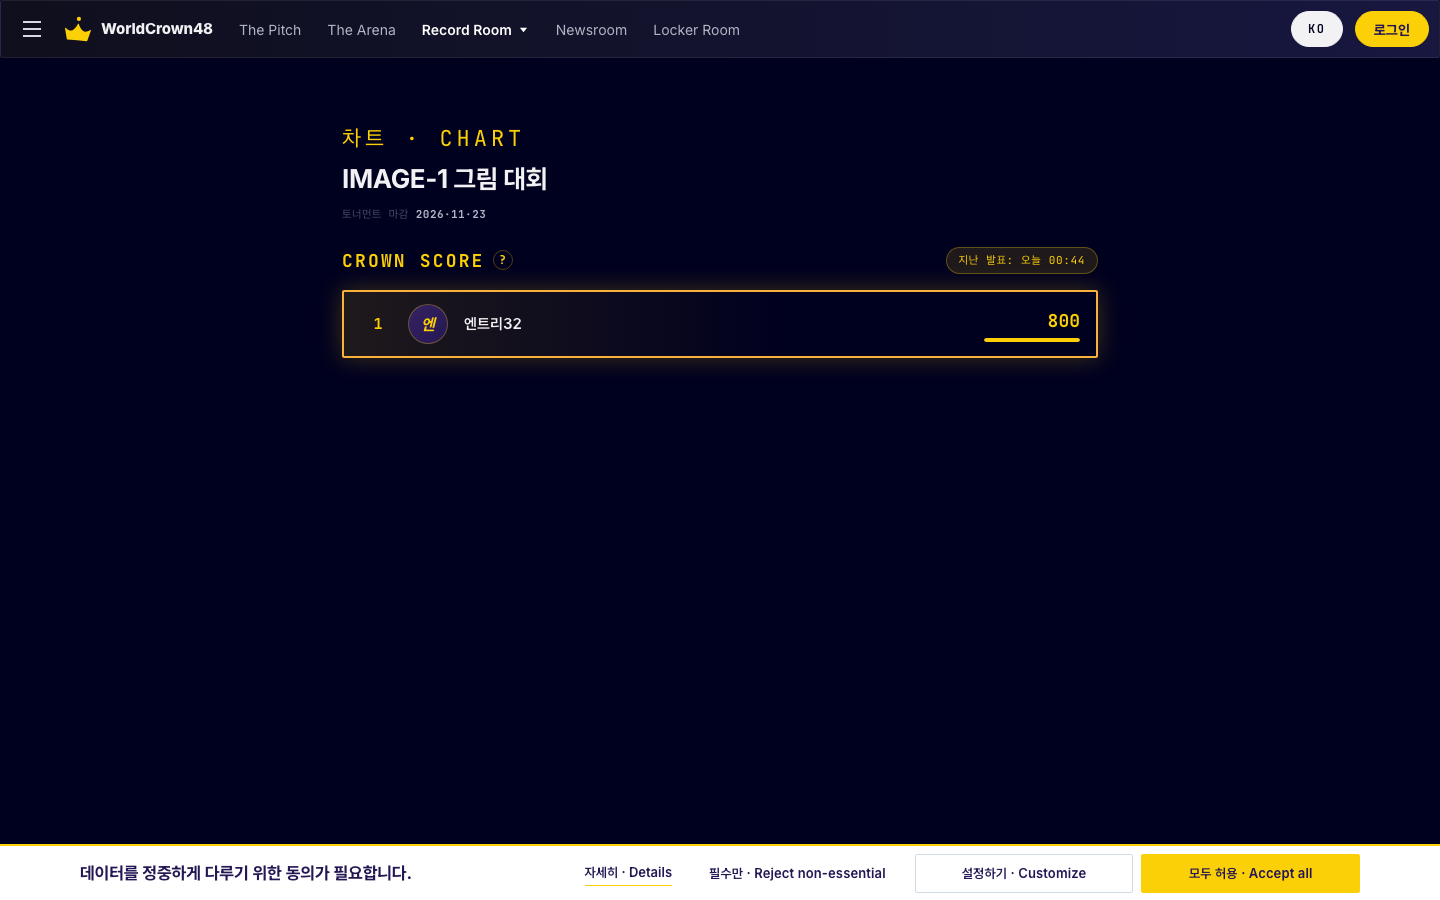 WorldCrown48 The Pitch The Arena Record Room Newsroom Locker Room KO 로그인
차트 · CHART
IMAGE-1 그림 대회
토너먼트 마감 2026·11·23
CROWN SCORE ? 지난 발표: 오늘 00:44
1 엔 엔트리32 800
데이터를 정중하게 다루기 위한 동의가 필요합니다. 자세히 · Details 필수만 · Reject non-essential 설정하기 · Customize 모두 허용 · Accept all